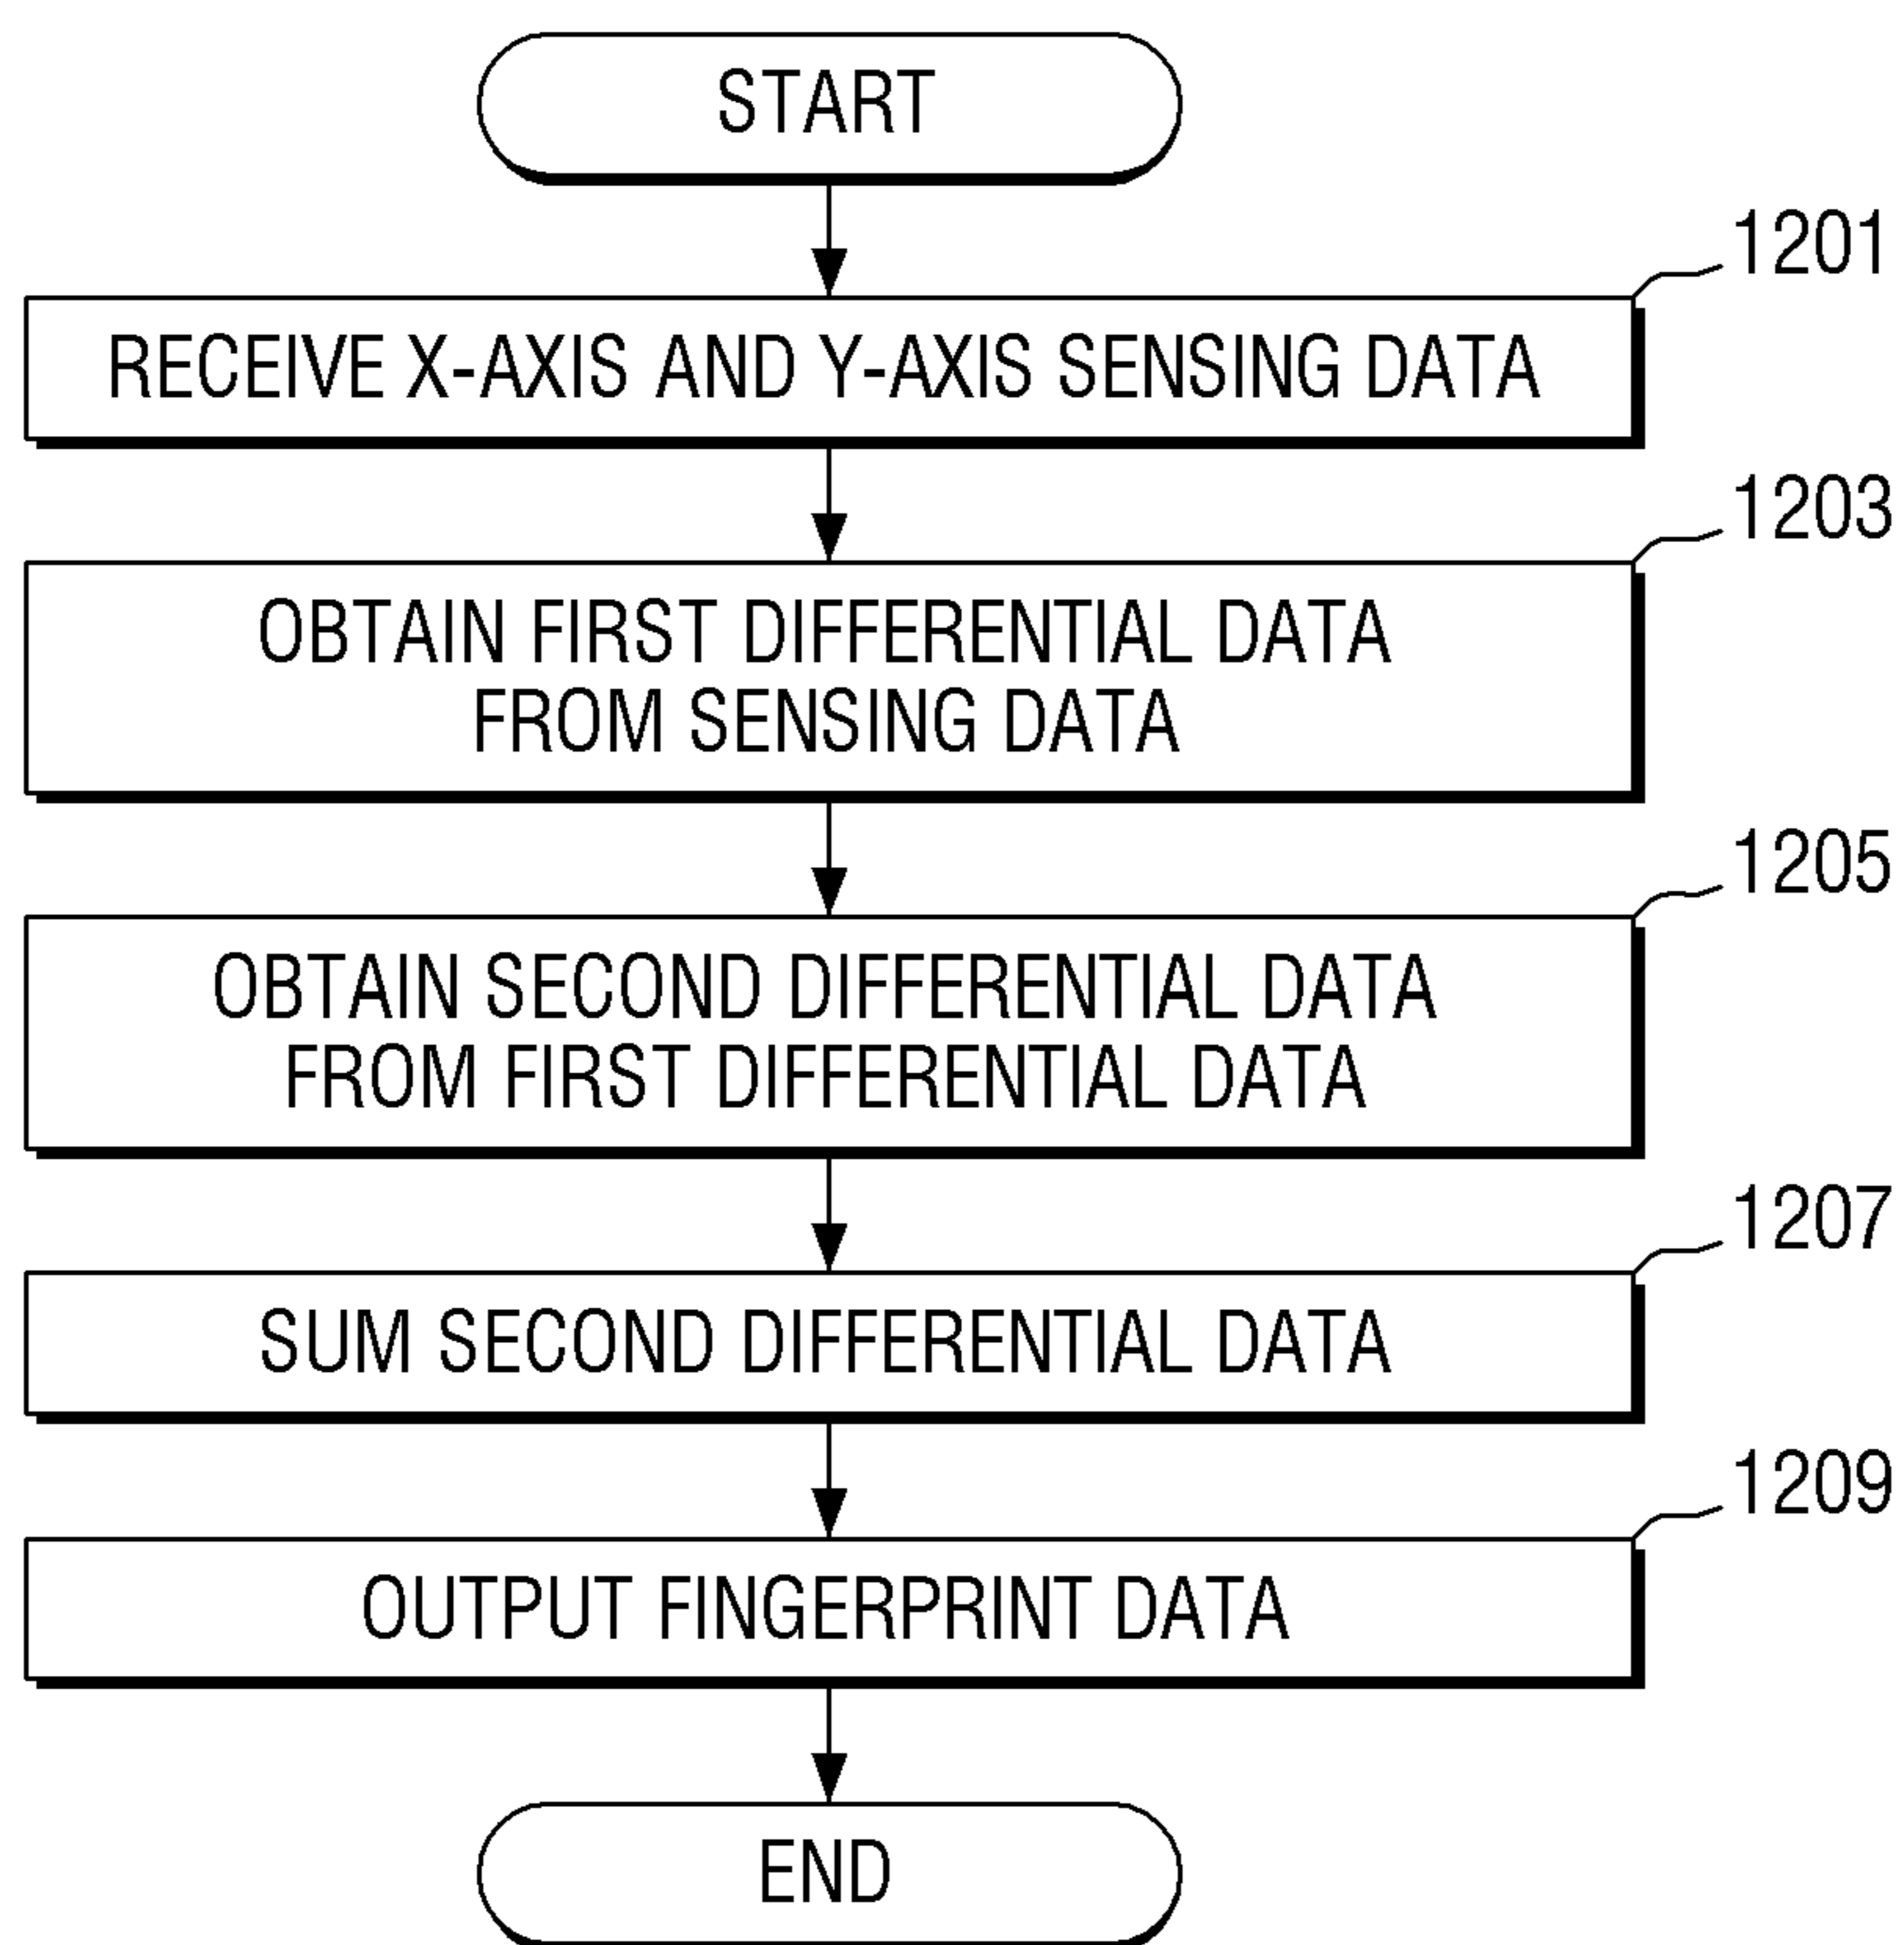 START
1201
RECEIVE X-AXIS AND Y-AXIS SENSING DATA
1203
OBTAIN FIRST DIFFERENTIAL DATA
FROM SENSING DATA
1205
OBTAIN SECOND DIFFERENTIAL DATA
FROM FIRST DIFFERENTIAL DATA
1207
SUM SECOND DIFFERENTIAL DATA
1209
OUTPUT FINGERPRINT DATA
END